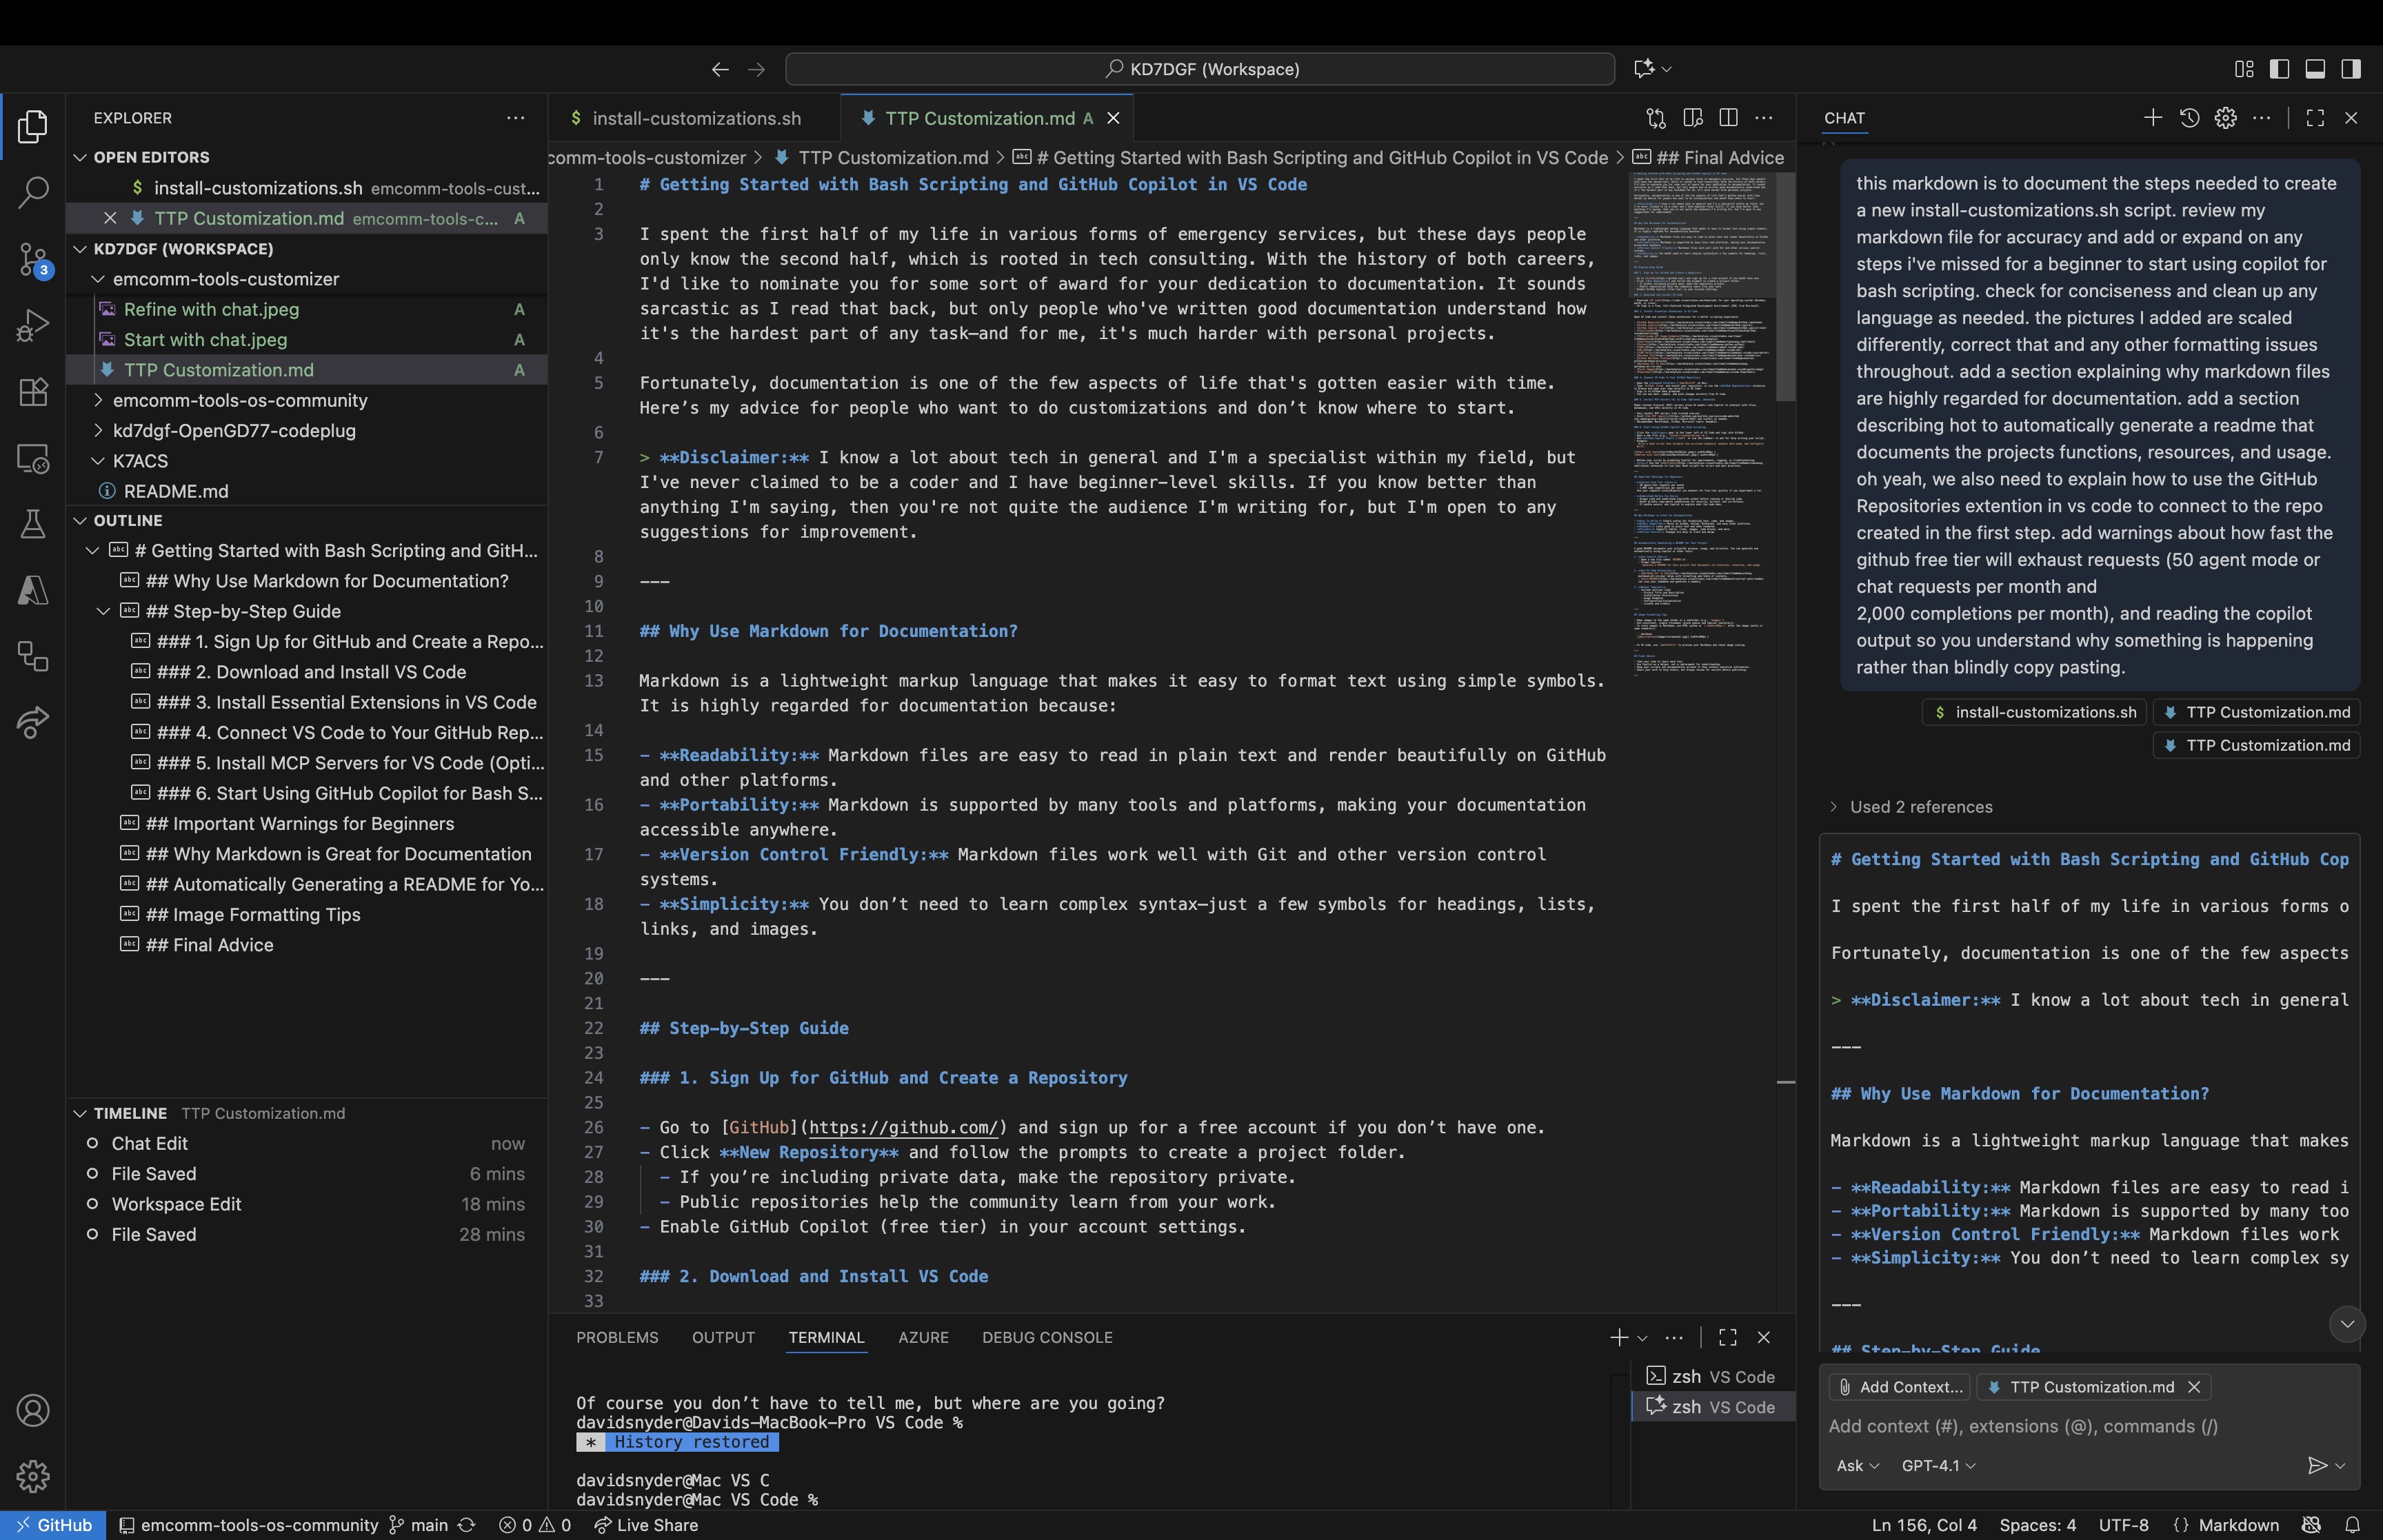 KD7DGF (Workspace)
EXPLORER
OPEN EDITORS
$ install-customizations.sh emcomm-tools-cust...
TTP Customization.md emcomm-tools-c... A
KD7DGF (WORKSPACE)
emcomm-tools-customizer
Refine with chat.jpeg A
Start with chat.jpeg A
TTP Customization.md A
emcomm-tools-os-community
kd7dgf-OpenGD77-codeplug
K7ACS
README.md
OUTLINE
# Getting Started with Bash Scripting and GitH...
## Why Use Markdown for Documentation?
## Step-by-Step Guide
### 1. Sign Up for GitHub and Create a Repo...
### 2. Download and Install VS Code
### 3. Install Essential Extensions in VS Code
### 4. Connect VS Code to Your GitHub Rep...
### 5. Install MCP Servers for VS Code (Opti...
### 6. Start Using GitHub Copilot for Bash S...
## Important Warnings for Beginners
## Why Markdown is Great for Documentation
## Automatically Generating a README for Yo...
## Image Formatting Tips
## Final Advice
TIMELINE TTP Customization.md
Chat Edit now
File Saved 6 mins
Workspace Edit 18 mins
File Saved 28 mins
3
$ install-customizations.sh
TTP Customization.md A
comm-tools-customizer > TTP Customization.md > # Getting Started with Bash Scripting and GitHub Copilot in VS Code > ## Final Advice
1 # Getting Started with Bash Scripting and GitHub Copilot in VS Code
2
3 I spent the first half of my life in various forms of emergency services, but these days people
only know the second half, which is rooted in tech consulting. With the history of both careers,
I'd like to nominate you for some sort of award for your dedication to documentation. It sounds
sarcastic as I read that back, but only people who've written good documentation understand how
it's the hardest part of any task—and for me, it's much harder with personal projects.
4
5 Fortunately, documentation is one of the few aspects of life that's gotten easier with time.
Here’s my advice for people who want to do customizations and don’t know where to start.
6
7 > **Disclaimer:** I know a lot about tech in general and I'm a specialist within my field, but
I've never claimed to be a coder and I have beginner-level skills. If you know better than
anything I'm saying, then you're not quite the audience I'm writing for, but I'm open to any
suggestions for improvement.
8
9 ---
10
11 ## Why Use Markdown for Documentation?
12
13 Markdown is a lightweight markup language that makes it easy to format text using simple symbols.
It is highly regarded for documentation because:
14
15 - **Readability:** Markdown files are easy to read in plain text and render beautifully on GitHub
and other platforms.
16 - **Portability:** Markdown is supported by many tools and platforms, making your documentation
accessible anywhere.
17 - **Version Control Friendly:** Markdown files work well with Git and other version control
systems.
18 - **Simplicity:** You don’t need to learn complex syntax—just a few symbols for headings, lists,
links, and images.
19
20 ---
21
22 ## Step-by-Step Guide
23
24 ### 1. Sign Up for GitHub and Create a Repository
25
26 - Go to [GitHub](https://github.com/) and sign up for a free account if you don’t have one.
27 - Click **New Repository** and follow the prompts to create a project folder.
28 - If you’re including private data, make the repository private.
29 - Public repositories help the community learn from your work.
30 - Enable GitHub Copilot (free tier) in your account settings.
31
32 ### 2. Download and Install VS Code
33
PROBLEMS OUTPUT TERMINAL AZURE DEBUG CONSOLE
Of course you don’t have to tell me, but where are you going?
davidsnyder@Davids-MacBook-Pro VS Code %
* History restored
davidsnyder@Mac VS C
davidsnyder@Mac VS Code %
zsh VS Code
zsh VS Code
CHAT
this markdown is to document the steps needed to create
a new install-customizations.sh script. review my
markdown file for accuracy and add or expand on any
steps i've missed for a beginner to start using copilot for
bash scripting. check for conciseness and clean up any
language as needed. the pictures I added are scaled
differently, correct that and any other formatting issues
throughout. add a section explaining why markdown files
are highly regarded for documentation. add a section
describing hot to automatically generate a readme that
documents the projects functions, resources, and usage.
oh yeah, we also need to explain how to use the GitHub
Repositories extention in vs code to connect to the repo
created in the first step. add warnings about how fast the
github free tier will exhaust requests (50 agent mode or
chat requests per month and
2,000 completions per month), and reading the copilot
output so you understand why something is happening
rather than blindly copy pasting.
$ install-customizations.sh
TTP Customization.md
TTP Customization.md
Used 2 references
# Getting Started with Bash Scripting and GitHub Cop
I spent the first half of my life in various forms o
Fortunately, documentation is one of the few aspects
> **Disclaimer:** I know a lot about tech in general
---
## Why Use Markdown for Documentation?
Markdown is a lightweight markup language that makes
- **Readability:** Markdown files are easy to read i
- **Portability:** Markdown is supported by many too
- **Version Control Friendly:** Markdown files work
- **Simplicity:** You don’t need to learn complex sy
---
## Step-by-Step Guide
Add Context...
TTP Customization.md
Add context (#), extensions (@), commands (/)
Ask GPT-4.1
GitHub emcomm-tools-os-community main 0 0 Live Share
Ln 156, Col 4 Spaces: 4 UTF-8 {} Markdown